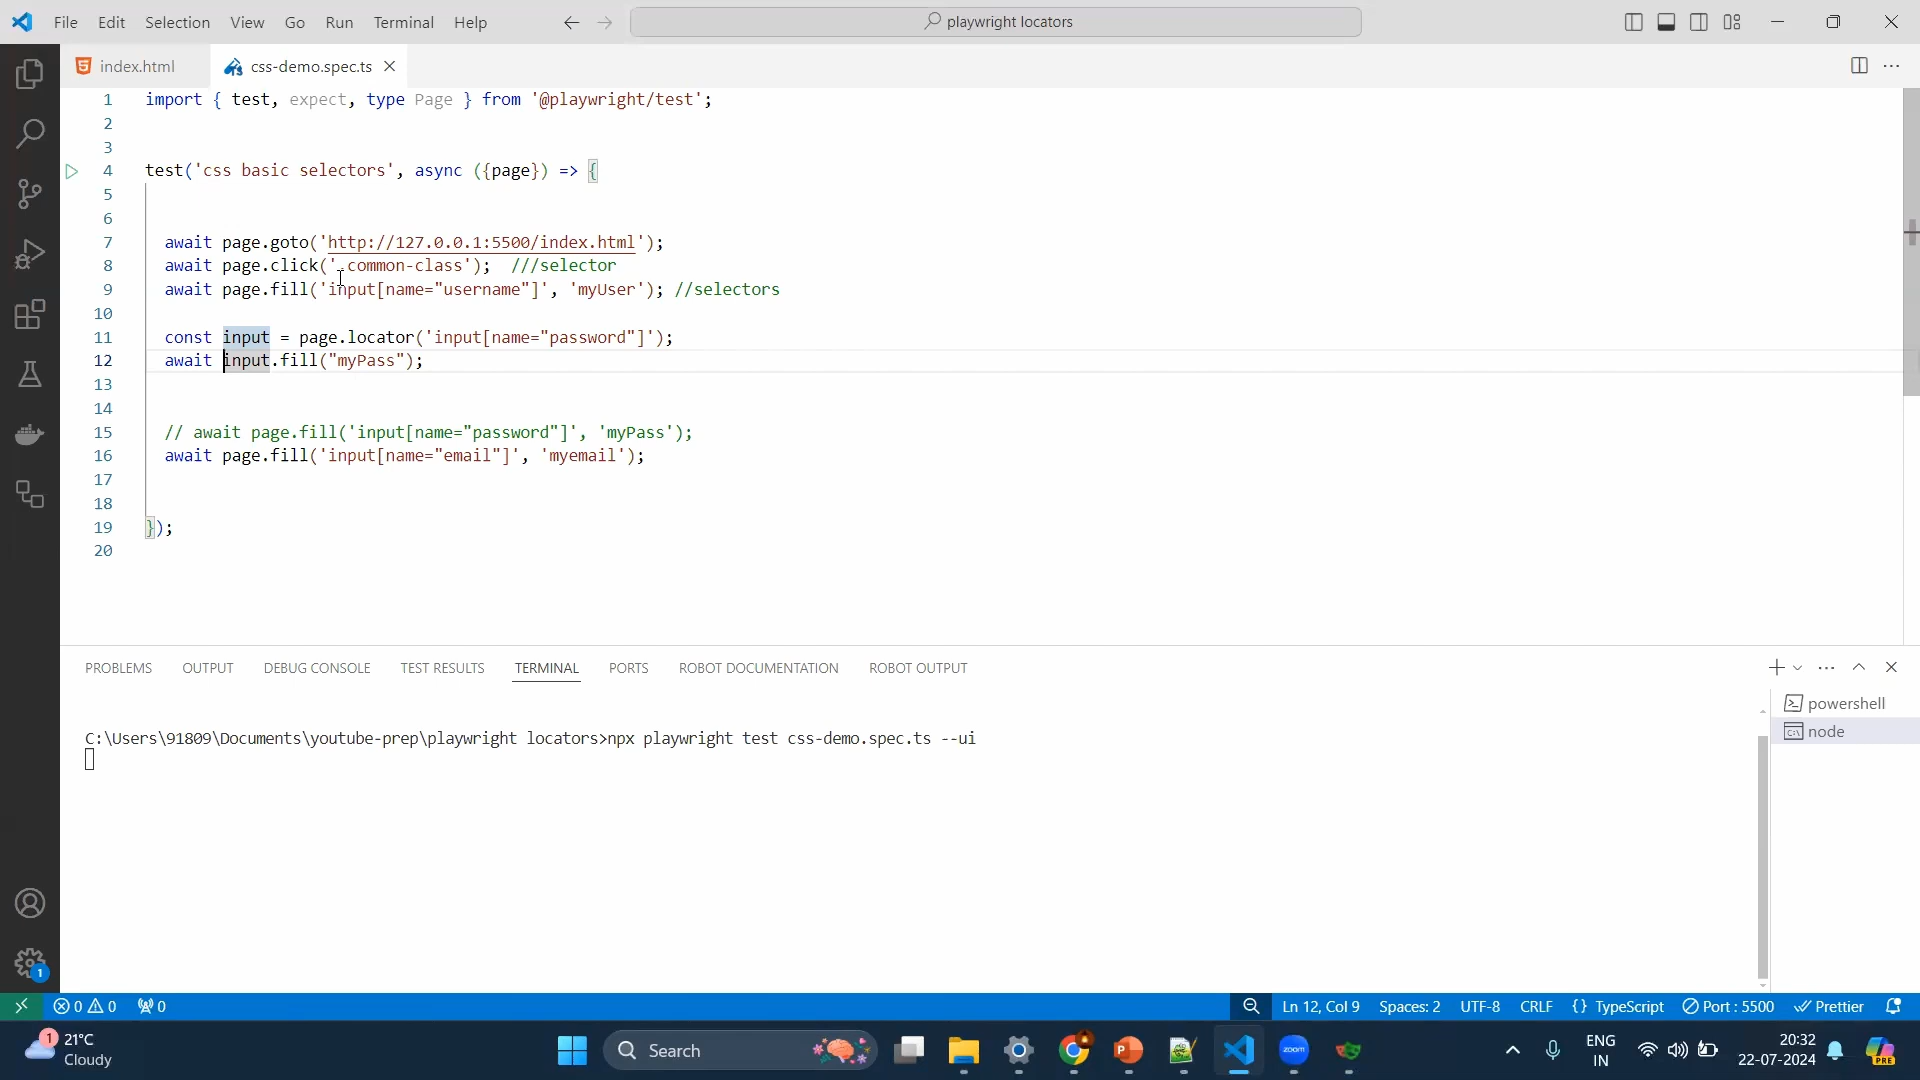 File Edit Selection View Go Run Terminal Help
playwright locators
index.html css-demo.spec.ts
1 import { test, expect, type Page } from '@playwright/test';
2
3
4 test('css basic selectors', async ({page}) => {
5
6
7 await page.goto('http://127.0.0.1:5500/index.html');
8 await page.click('.common-class'); ///selector
9 await page.fill('input[name="username"]', 'myUser'); //selectors
10
11 const input = page.locator('input[name="password"]');
12 await input.fill("myPass");
13
14
15 // await page.fill('input[name="password"]', 'myPass');
16 await page.fill('input[name="email"]', 'myemail');
17
18
19 });
20
PROBLEMS OUTPUT DEBUG CONSOLE TEST RESULTS TERMINAL PORTS ROBOT DOCUMENTATION ROBOT OUTPUT
powershell
node
C:\Users\91809\Documents\youtube-prep\playwright locators>npx playwright test css-demo.spec.ts --ui
1
0 0 0
Ln 12, Col 9 Spaces: 2 UTF-8 CRLF {} TypeScript Port : 5500 Prettier
1
21°C
Cloudy
Search
zoom
ENG
IN
20:32
22-07-2024
PRE